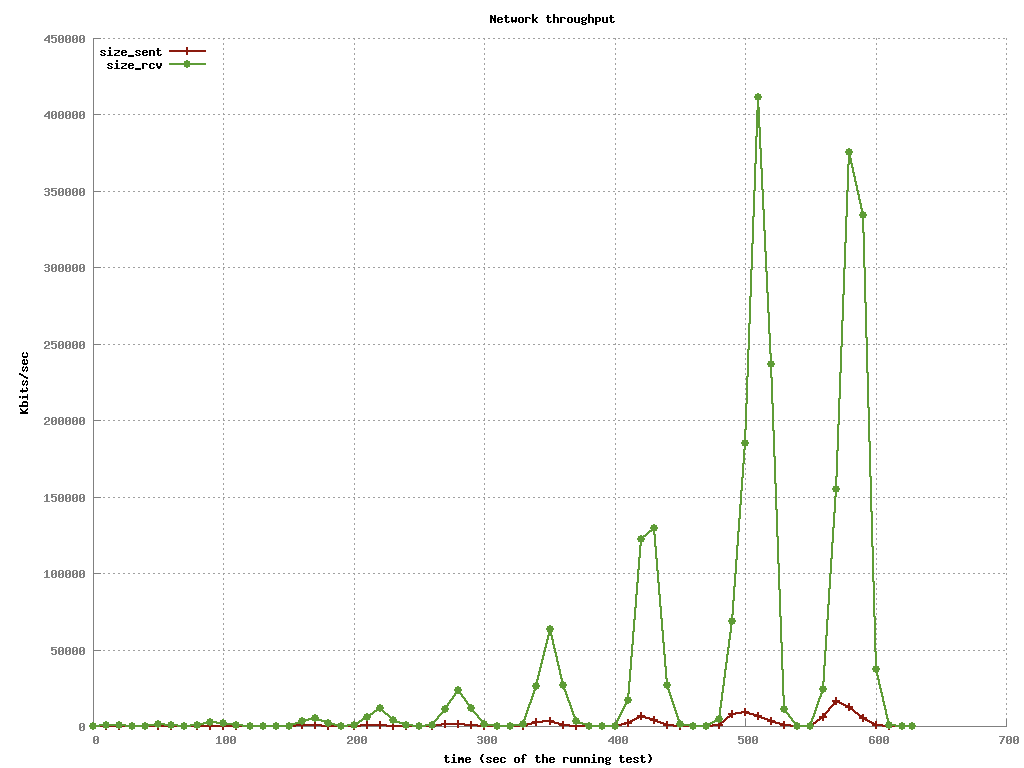 Network throughput
450000
size_sent
size_rcv
400000
350000
300000
250000
Kbits/sec
200000
150000
100000
50000
0
0 100 200 300 400 500 600 700
time (sec of the running test)